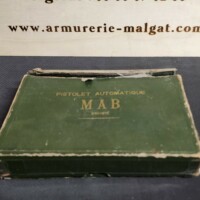 www.armurerie-malgat.com
PISTOLET AUTOMATIQUE
MAB